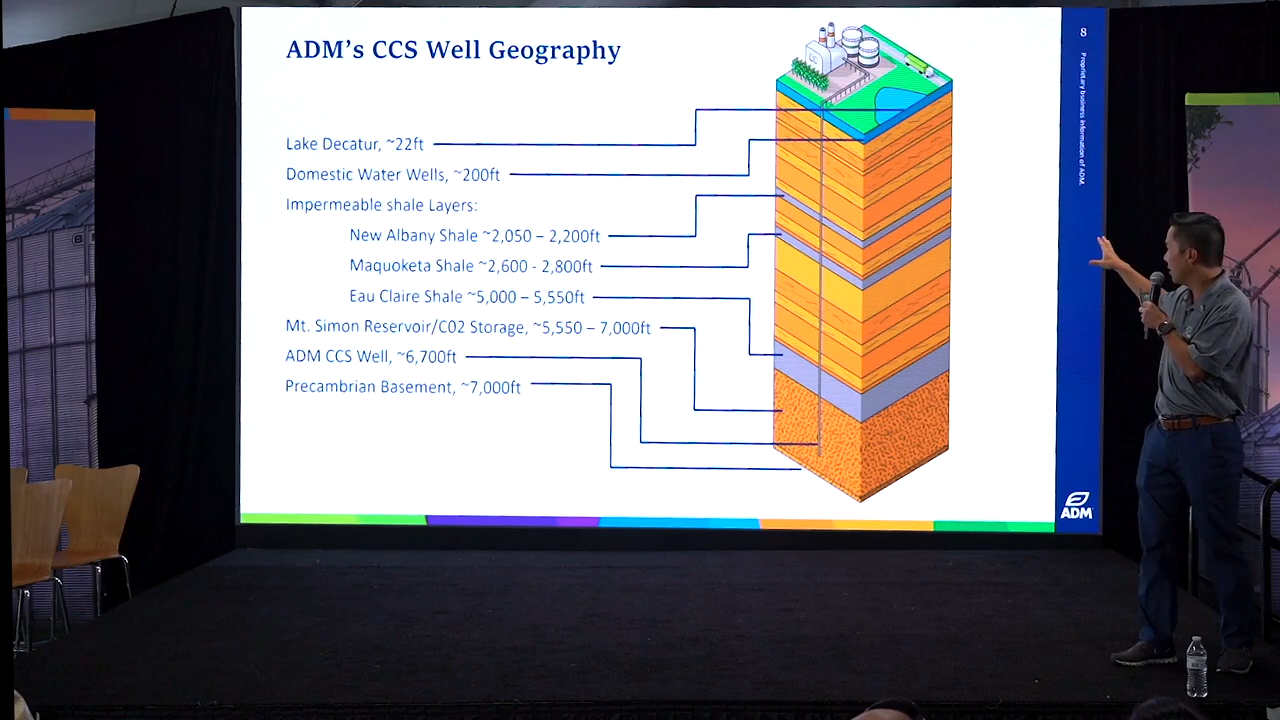 ADM's CCS Well Geography
Lake Decatur, ~22ft
Domestic Water Wells, ~200ft
Impermeable shale Layers:
New Albany Shale ~2,050 – 2,200ft
Maquoketa Shale ~2,600 - 2,800ft
Eau Claire Shale ~5,000 – 5,550ft
Mt. Simon Reservoir/C02 Storage, ~5,550 – 7,000ft
ADM CCS Well, ~6,700ft
Precambrian Basement, ~7,000ft
8
Proprietary business information of ADM.
ADM